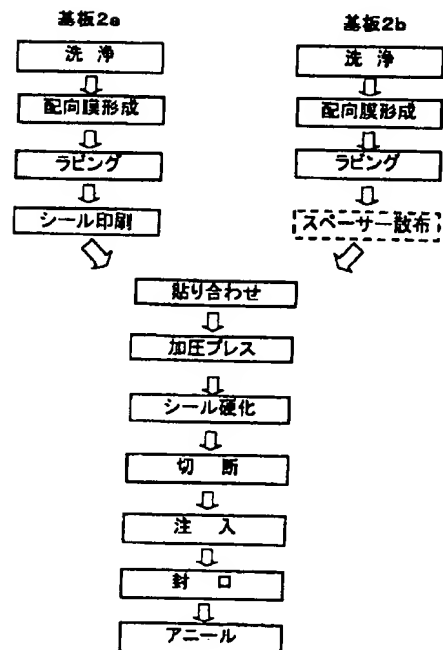 基板2a
洗 浄
配向膜形成
ラビング
シール印刷
基板2b
洗 浄
配向膜形成
ラビング
スペーサー散布
貼り合わせ
加圧プレス
シール硬化
切 断
注 入
封 口
アニール